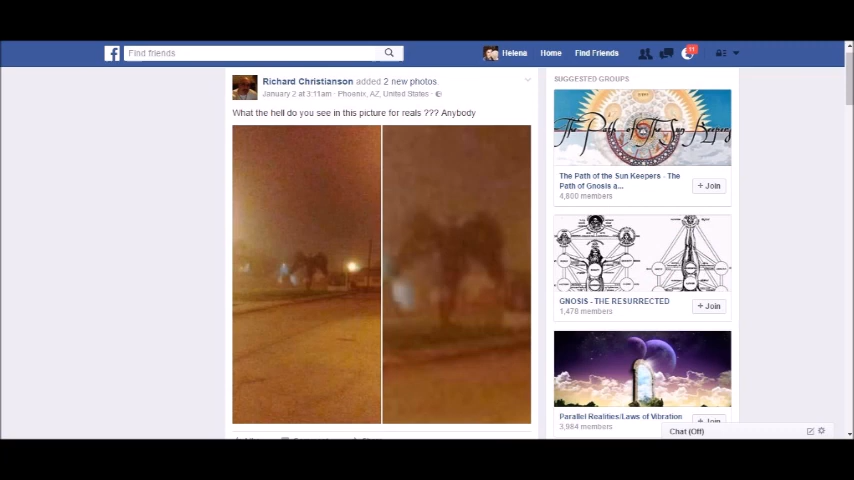 Find friends
Helena
Home
Find Friends
11
Richard Christianson added 2 new photos.
January 2 at 3:11am · Phoenix, AZ, United States ·
What the hell do you see in this picture for reals ??? Anybody
SUGGESTED GROUPS
The Path of The Sun Keepers
The Path of the Sun Keepers - The
Path of Gnosis a...
4,800 members
+ Join
GNOSIS - THE RESURRECTED
1,478 members
+ Join
Parallel Realities/Laws of Vibration
3,984 members
Join
Chat (Off)